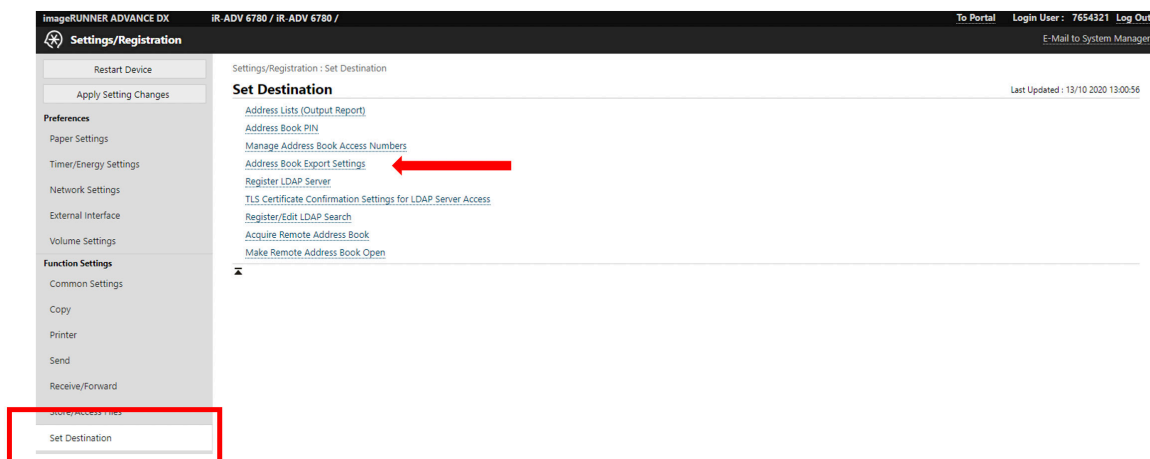 imageRUNNER ADVANCE DX iR-ADV 6780 / iR-ADV 6780 / To Portal Login User : 7654321 Log Out
Settings/Registration E-Mail to System Manager
Restart Device
Apply Setting Changes
Preferences
Paper Settings
Timer/Energy Settings
Network Settings
External Interface
Volume Settings
Function Settings
Common Settings
Copy
Printer
Send
Receive/Forward
Store/Access Files
Set Destination
Settings/Registration : Set Destination
Set Destination Last Updated : 13/10 2020 13:00:56
Address Lists (Output Report)
Address Book PIN
Manage Address Book Access Numbers
Address Book Export Settings
Register LDAP Server
TLS Certificate Confirmation Settings for LDAP Server Access
Register/Edit LDAP Search
Acquire Remote Address Book
Make Remote Address Book Open